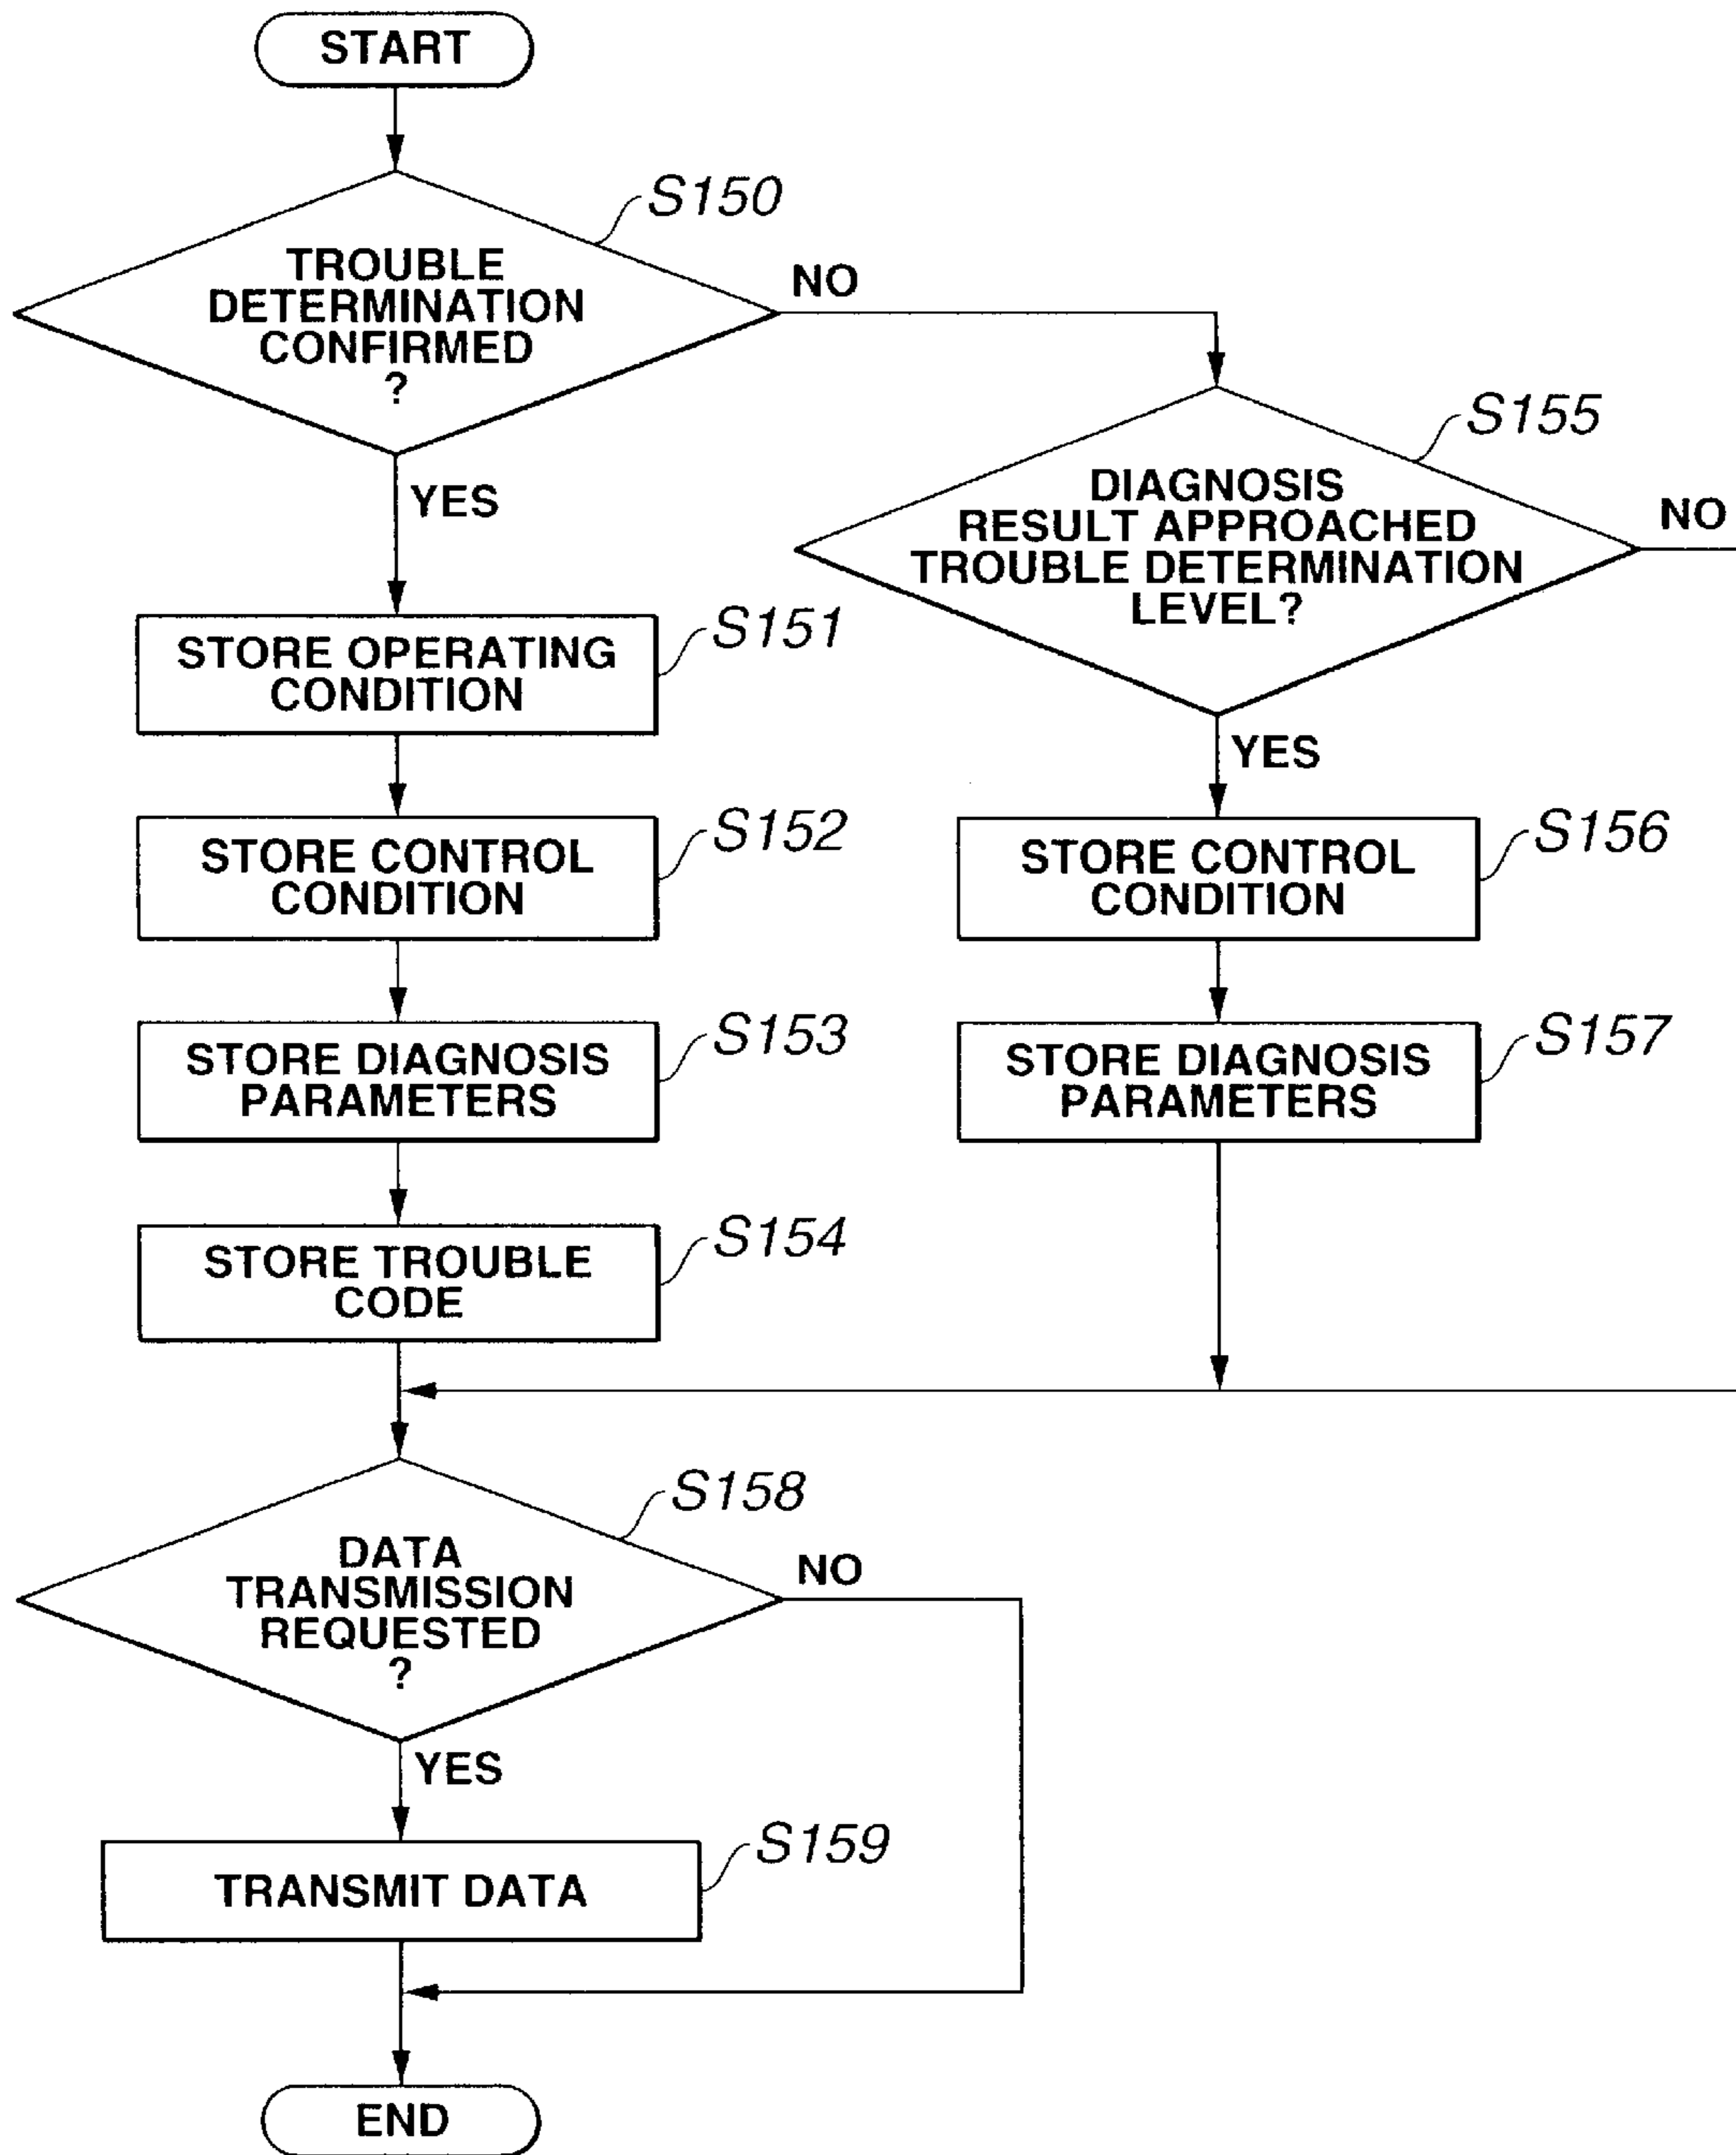 START
S150
TROUBLE
DETERMINATION
CONFIRMED
?
NO
YES
S155
DIAGNOSIS
RESULT APPROACHED
TROUBLE DETERMINATION
LEVEL?
NO
YES
S151
STORE OPERATING
CONDITION
S152
STORE CONTROL
CONDITION
S156
STORE CONTROL
CONDITION
S153
STORE DIAGNOSIS
PARAMETERS
S157
STORE DIAGNOSIS
PARAMETERS
S154
STORE TROUBLE
CODE
S158
DATA
TRANSMISSION
REQUESTED
?
NO
YES
S159
TRANSMIT DATA
END